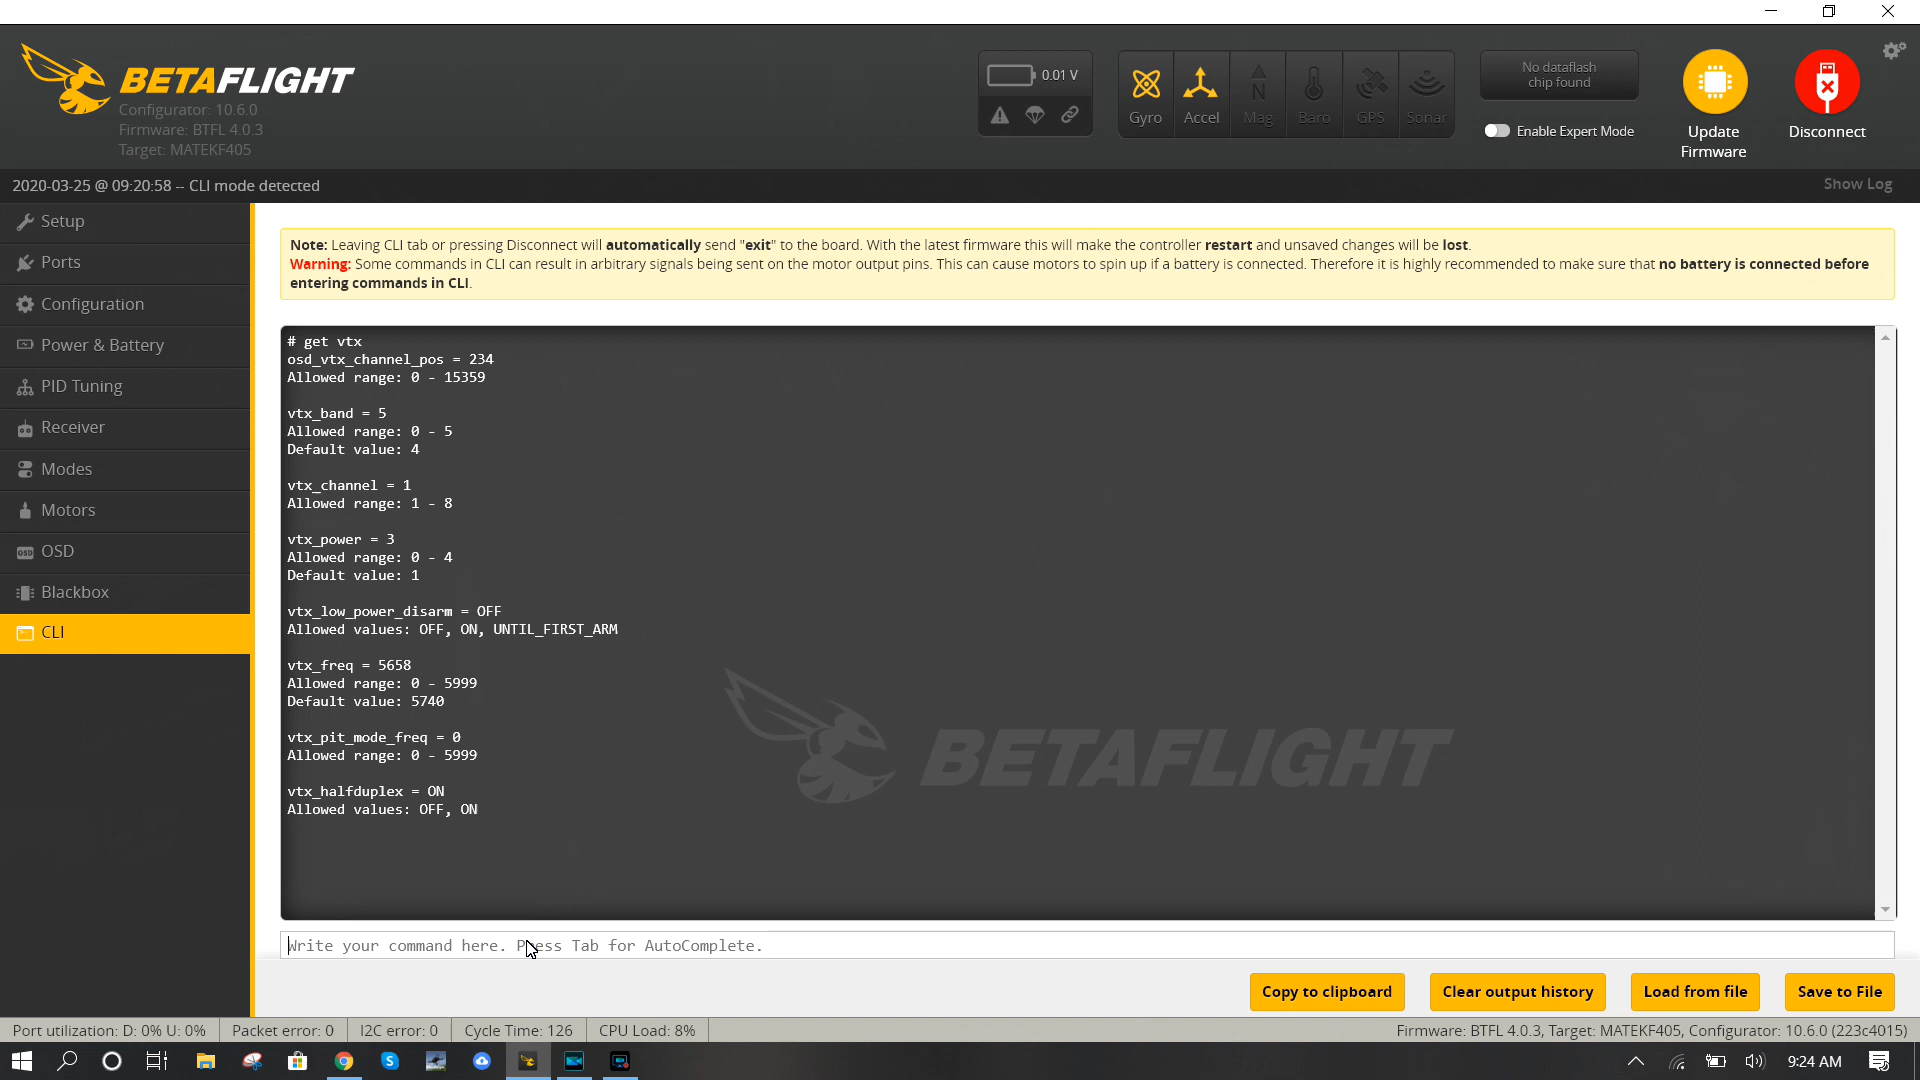 BETAFLIGHT
Configurator: 10.6.0
Firmware: BTFL 4.0.3
Target: MATEKF405
0.01 V
Gyro
Accel
Mag
Baro
GPS
Sonar
No dataflash
chip found
Enable Expert Mode
Update
Firmware
Disconnect
2020-03-25 @ 09:20:58 -- CLI mode detected
Show Log
Setup
Ports
Configuration
Power & Battery
PID Tuning
Receiver
Modes
Motors
OSD
Blackbox
CLI
Note: Leaving CLI tab or pressing Disconnect will automatically send "exit" to the board. With the latest firmware this will make the controller restart and unsaved changes will be lost.
Warning: Some commands in CLI can result in arbitrary signals being sent on the motor output pins. This can cause motors to spin up if a battery is connected. Therefore it is highly recommended to make sure that no battery is connected before
entering commands in CLI.
# get vtx
osd_vtx_channel_pos = 234
Allowed range: 0 - 15359
vtx_band = 5
Allowed range: 0 - 5
Default value: 4
vtx_channel = 1
Allowed range: 1 - 8
vtx_power = 3
Allowed range: 0 - 4
Default value: 1
vtx_low_power_disarm = OFF
Allowed values: OFF, ON, UNTIL_FIRST_ARM
vtx_freq = 5658
Allowed range: 0 - 5999
Default value: 5740
vtx_pit_mode_freq = 0
Allowed range: 0 - 5999
vtx_halfduplex = ON
Allowed values: OFF, ON
BETAFLIGHT
Write your command here. Press Tab for AutoComplete.
Copy to clipboard
Clear output history
Load from file
Save to File
Port utilization: D: 0% U: 0%
Packet error: 0
I2C error: 0
Cycle Time: 126
CPU Load: 8%
Firmware: BTFL 4.0.3, Target: MATEKF405, Configurator: 10.6.0 (223c4015)
9:24 AM